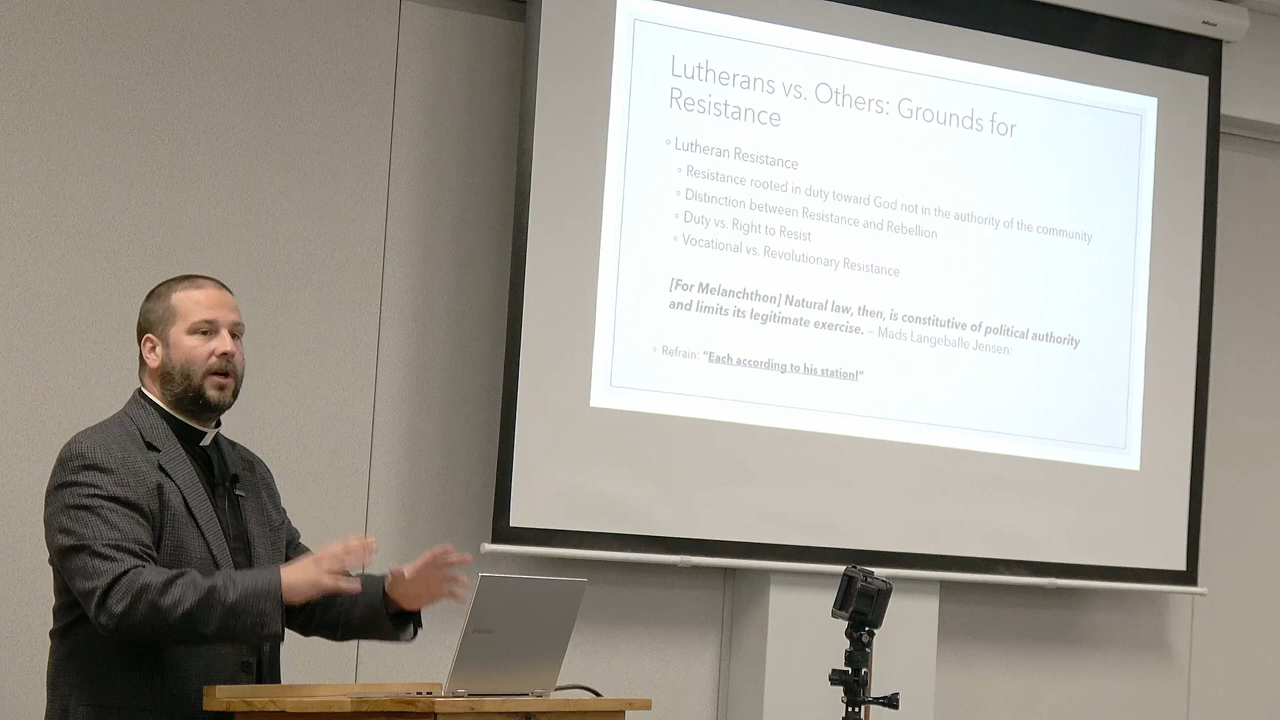 Lutherans vs. Others: Grounds for
Resistance
◦ Lutheran Resistance
◦ Resistance rooted in duty toward God not in the authority of the community
◦ Distinction between Resistance and Rebellion
◦ Duty vs. Right to Resist
◦ Vocational vs. Revolutionary Resistance
[For Melanchthon] Natural law, then, is constitutive of political authority
and limits its legitimate exercise. – Mads Langeballe Jensen:
◦ Refrain: "Each according to his station!"